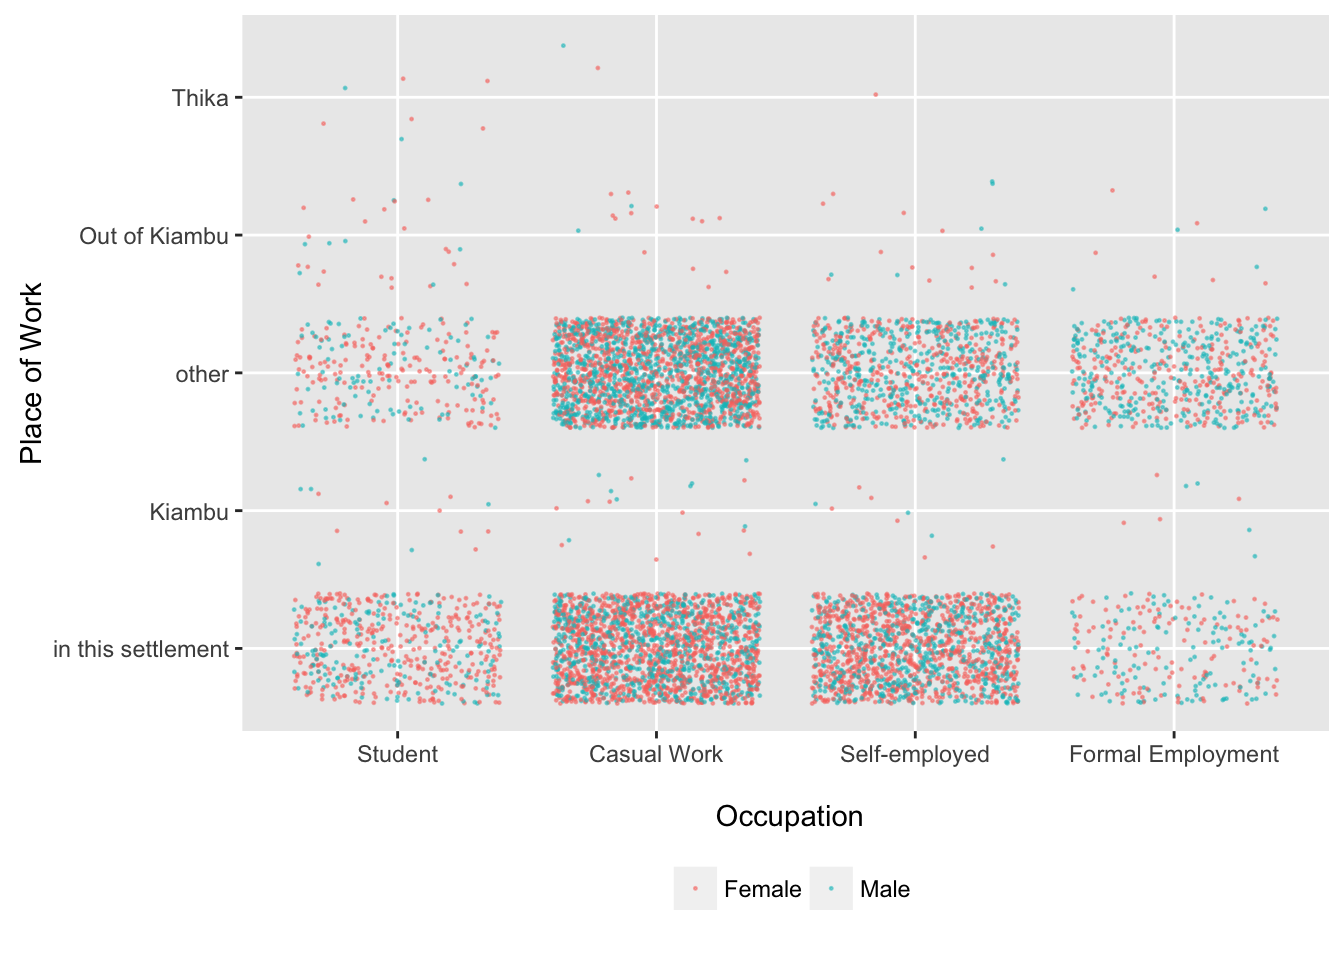 Place of Work
Thika
Out of Kiambu
other
Kiambu
in this settlement
Student
Casual Work
Self-employed
Formal Employment
Occupation
Female
Male